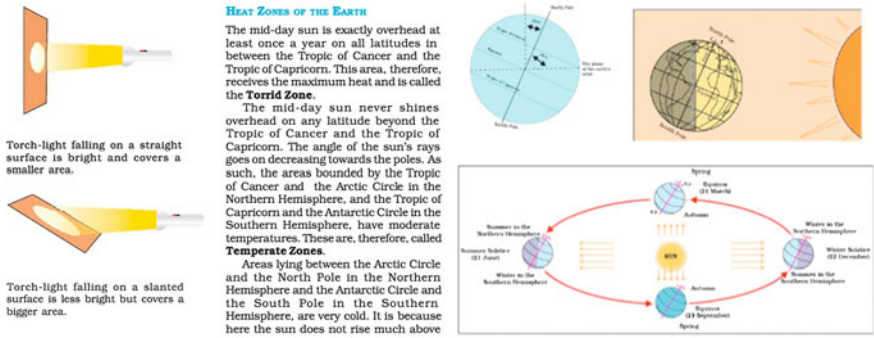 Torch-light falling on a straight
surface is bright and covers a
smaller area.
Torch-light falling on a slanted
surface is less bright but covers a
bigger area.
HEAT ZONES OF THE EARTH
The mid-day sun is exactly overhead at
least once a year on all latitudes in
between the Tropic of Cancer and the
Tropic of Capricorn. This area, therefore,
receives the maximum heat and is called
the Torrid Zone.
The mid-day sun never shines
overhead on any latitude beyond the
Tropic of Cancer and the Tropic of
Capricorn. The angle of the sun's rays
goes on decreasing towards the poles. As
such, the areas bounded by the Tropic
of Cancer and the Arctic Circle in the
Northern Hemisphere, and the Tropic of
Capricorn and the Antarctic Circle in the
Southern Hemisphere, have moderate
temperatures. These are, therefore, called
Temperate Zones.
Areas lying between the Arctic Circle
and the North Pole in the Northern
Hemisphere and the Antarctic Circle and
the South Pole in the Southern
Hemisphere, are very cold. It is because
here the sun does not rise much above
North Pole
South Pole
North Pole
South Pole
Spring
Equinox
(21 March)
Autumn
Summer in the
Northern Hemisphere
Summer Solstice
(21 June)
Winter in the
Southern Hemisphere
SUN
Winter in the
Northern Hemisphere
Winter Solstice
(22 December)
Summer in the
Southern Hemisphere
Autumn
Equinox
(23 September)
Spring